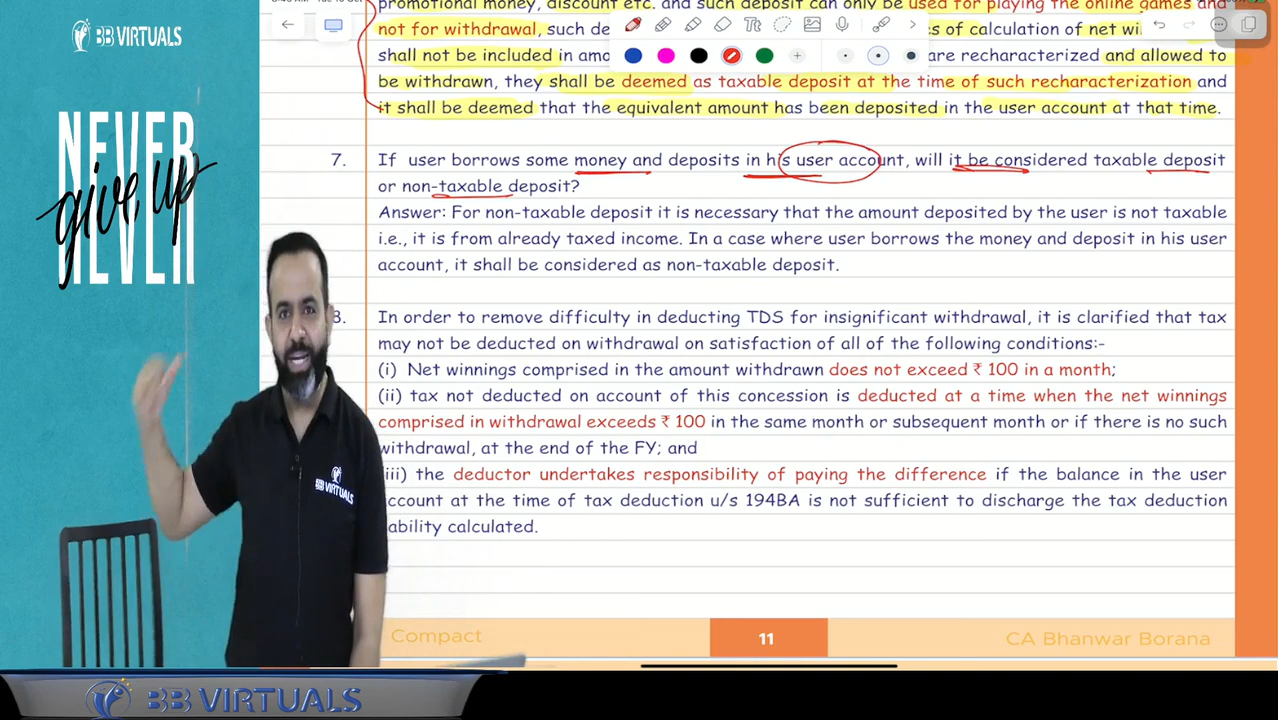 promotional money, discount etc. and such deposit can only be used for playing the online games and
BB VIRTUALS
not for withdrawal, such de
es of calculation of net wi
shall not be included in amo
are recharacterized and allowed to
be withdrawn, they shall be deemed as taxable deposit at the time of such recharacterization and
it shall be deemed that the equivalent amount has been deposited in the user account at that time.
NEVER
give up
NEVER
7. If user borrows some money and deposits in his user account, will it be considered taxable deposit
or non-taxable deposit?
Answer: For non-taxable deposit it is necessary that the amount deposited by the user is not taxable
i.e., it is from already taxed income. In a case where user borrows the money and deposit in his user
account, it shall be considered as non-taxable deposit.
8. In order to remove difficulty in deducting TDS for insignificant withdrawal, it is clarified that tax
may not be deducted on withdrawal on satisfaction of all of the following conditions:-
(i) Net winnings comprised in the amount withdrawn does not exceed ₹ 100 in a month;
(ii) tax not deducted on account of this concession is deducted at a time when the net winnings
comprised in withdrawal exceeds ₹ 100 in the same month or subsequent month or if there is no such
withdrawal, at the end of the FY; and
iii) the deductor undertakes responsibility of paying the difference if the balance in the user
account at the time of tax deduction u/s 194BA is not sufficient to discharge the tax deduction
iability calculated.
BB VIRTUALS
Compact
11
CA Bhanwar Borana
BB VIRTUALS